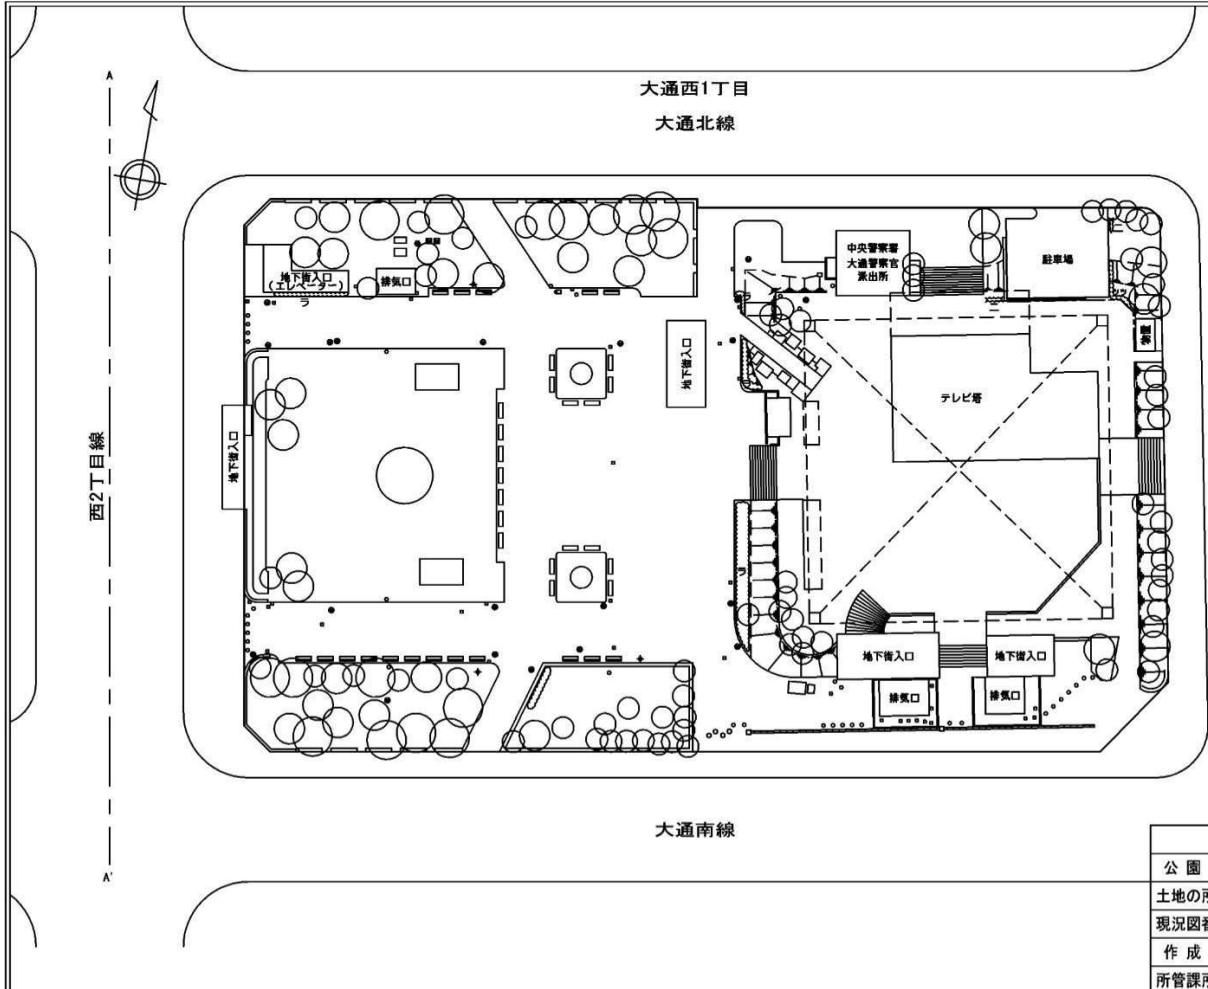 大通西1丁目
大通北線
A
中央警察署
大通警察官
派出所
駐車場
地下街入口
(エレベーター)
排気口
物置
地下街入口
テレビ塔
地下街入口
西2丁目線
地下街入口
地下街入口
排気口
排気口
大通南線
A'
公園
土地の所
現況図番
作成
所管課所